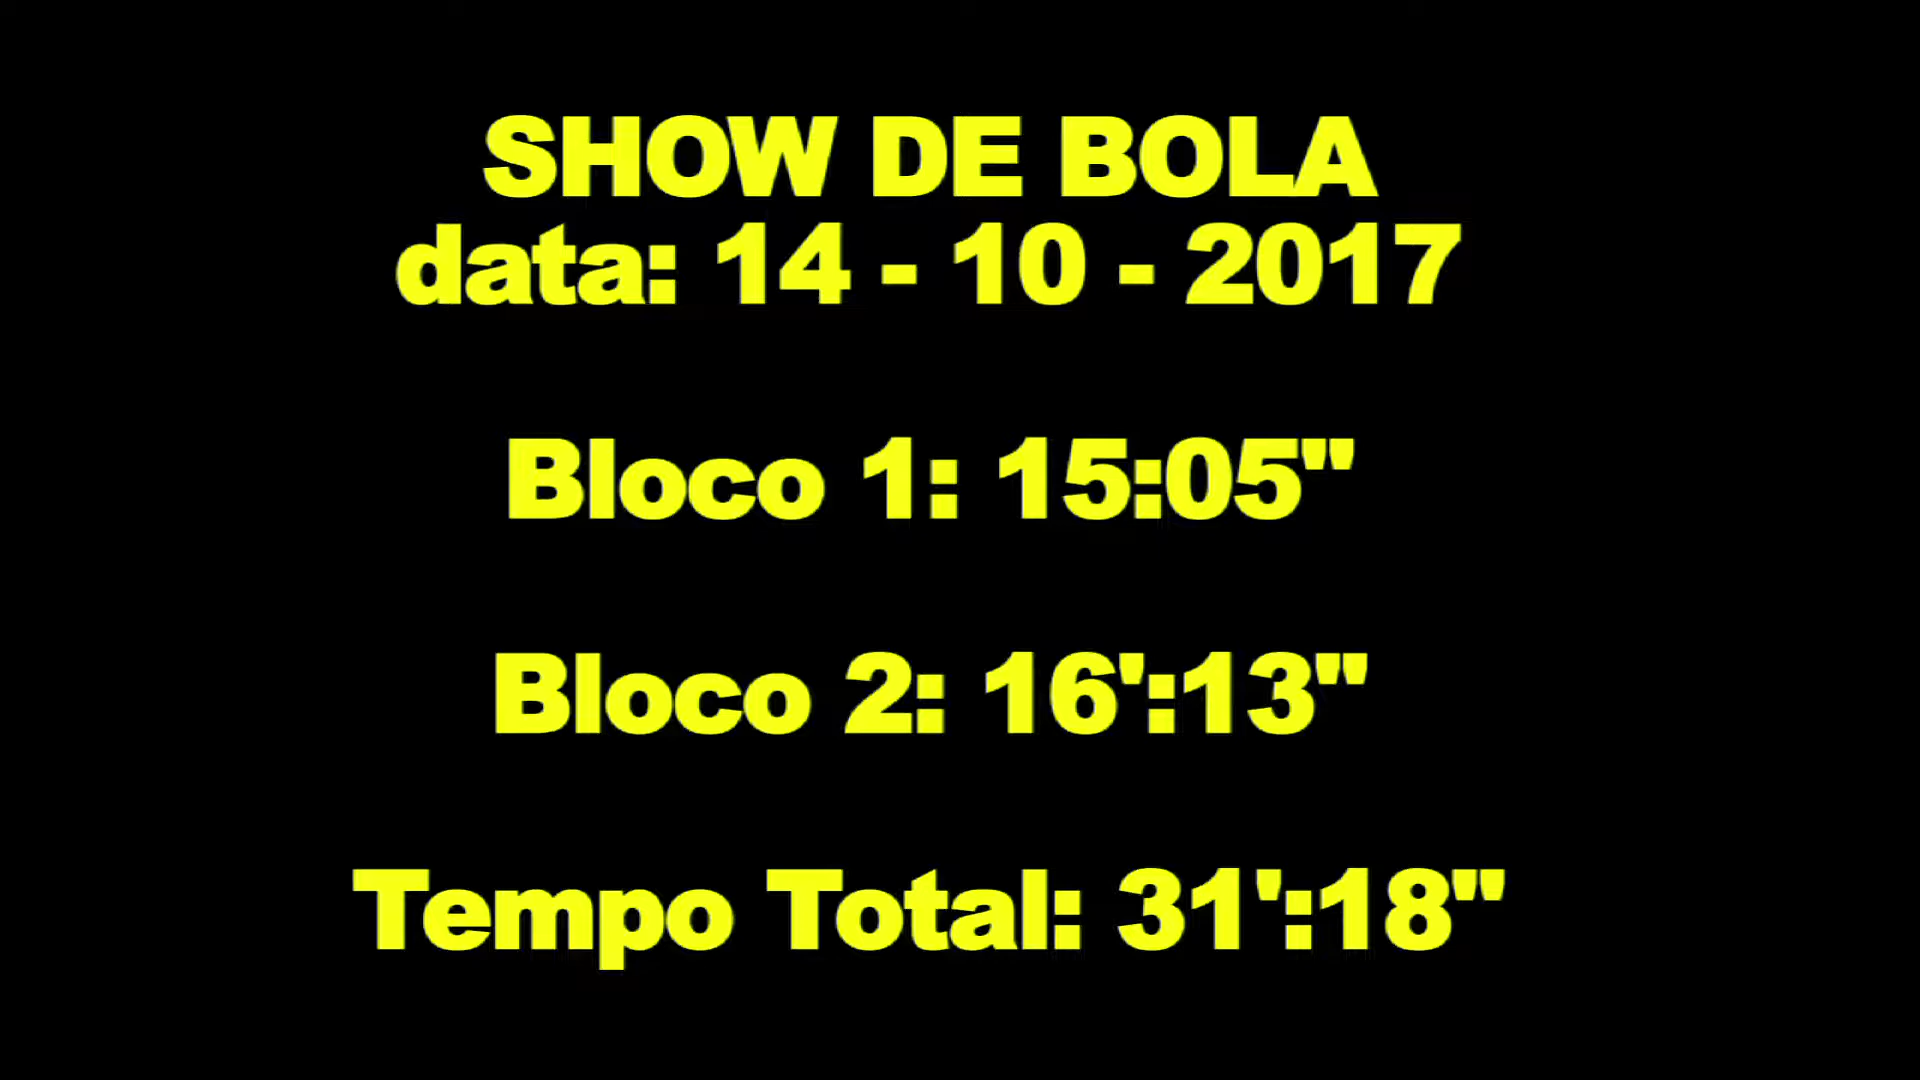 SHOW DE BOLA
data: 14 - 10 - 2017
Bloco 1: 15:05"
Bloco 2: 16':13"
Tempo Total: 31':18"